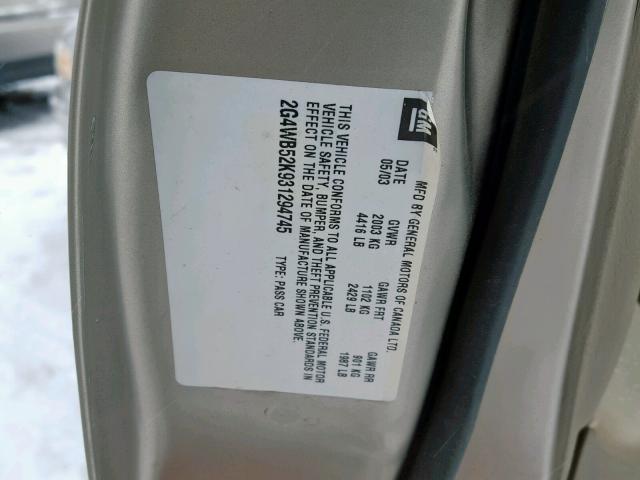 GM
MFD BY GENERAL MOTORS OF CANADA LTD.
DATE GVWR GAWR FRT GAWR RR
05/03 2003 KG 1102 KG 901 KG
4416 LB 2429 LB 1987 LB
THIS VEHICLE CONFORMS TO ALL APPLICABLE U.S. FEDERAL MOTOR
VEHICLE SAFETY, BUMPER, AND THEFT PREVENTION STANDARDS IN
EFFECT ON THE DATE OF MANUFACTURE SHOWN ABOVE.
2G4WB52K931294745 TYPE: PASS CAR